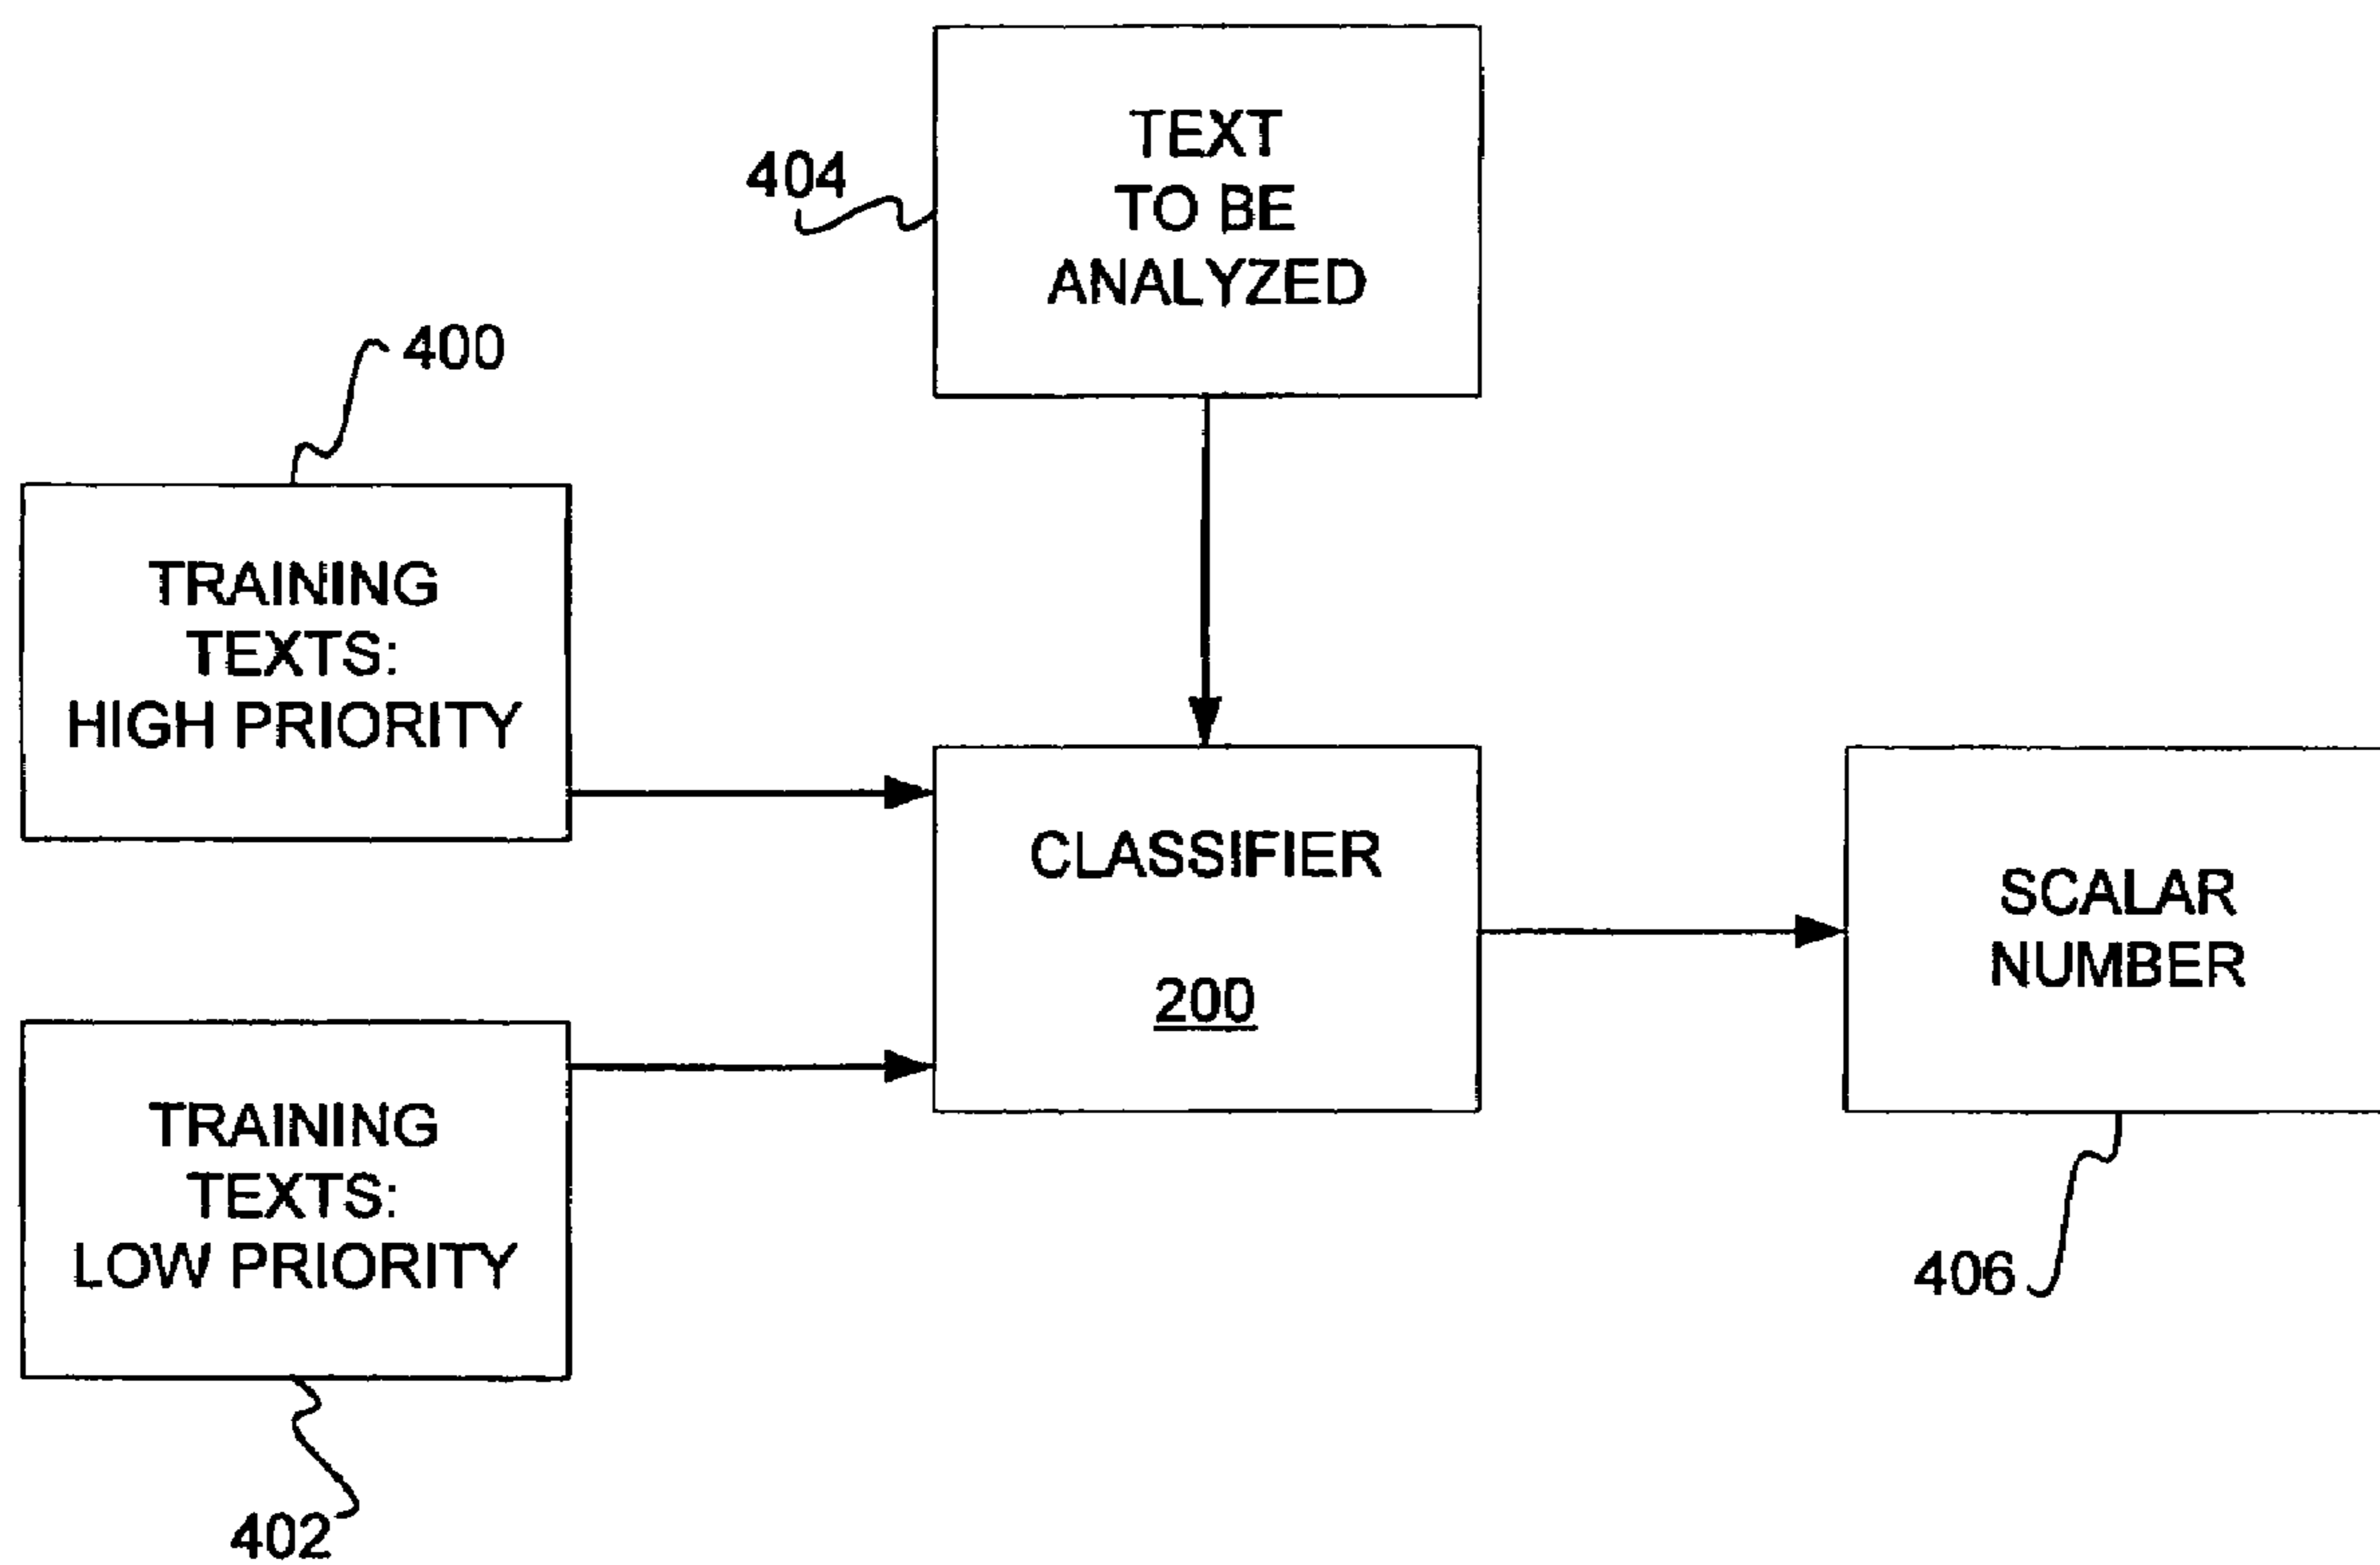 TEXT
TO BE
ANALYZED
404
400
TRAINING
TEXTS:
HIGH PRIORITY
CLASSIFIER
200
SCALAR
NUMBER
TRAINING
TEXTS:
LOW PRIORITY
406
402